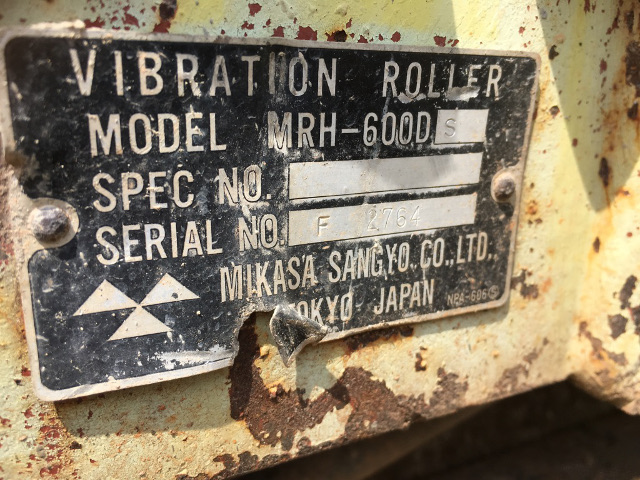 VIBRATION ROLLER
MODEL MRH-600D S
SPEC NO.
SERIAL NO. F 2764
MIKASA SANGYO CO.,LTD.
TOKYO JAPAN